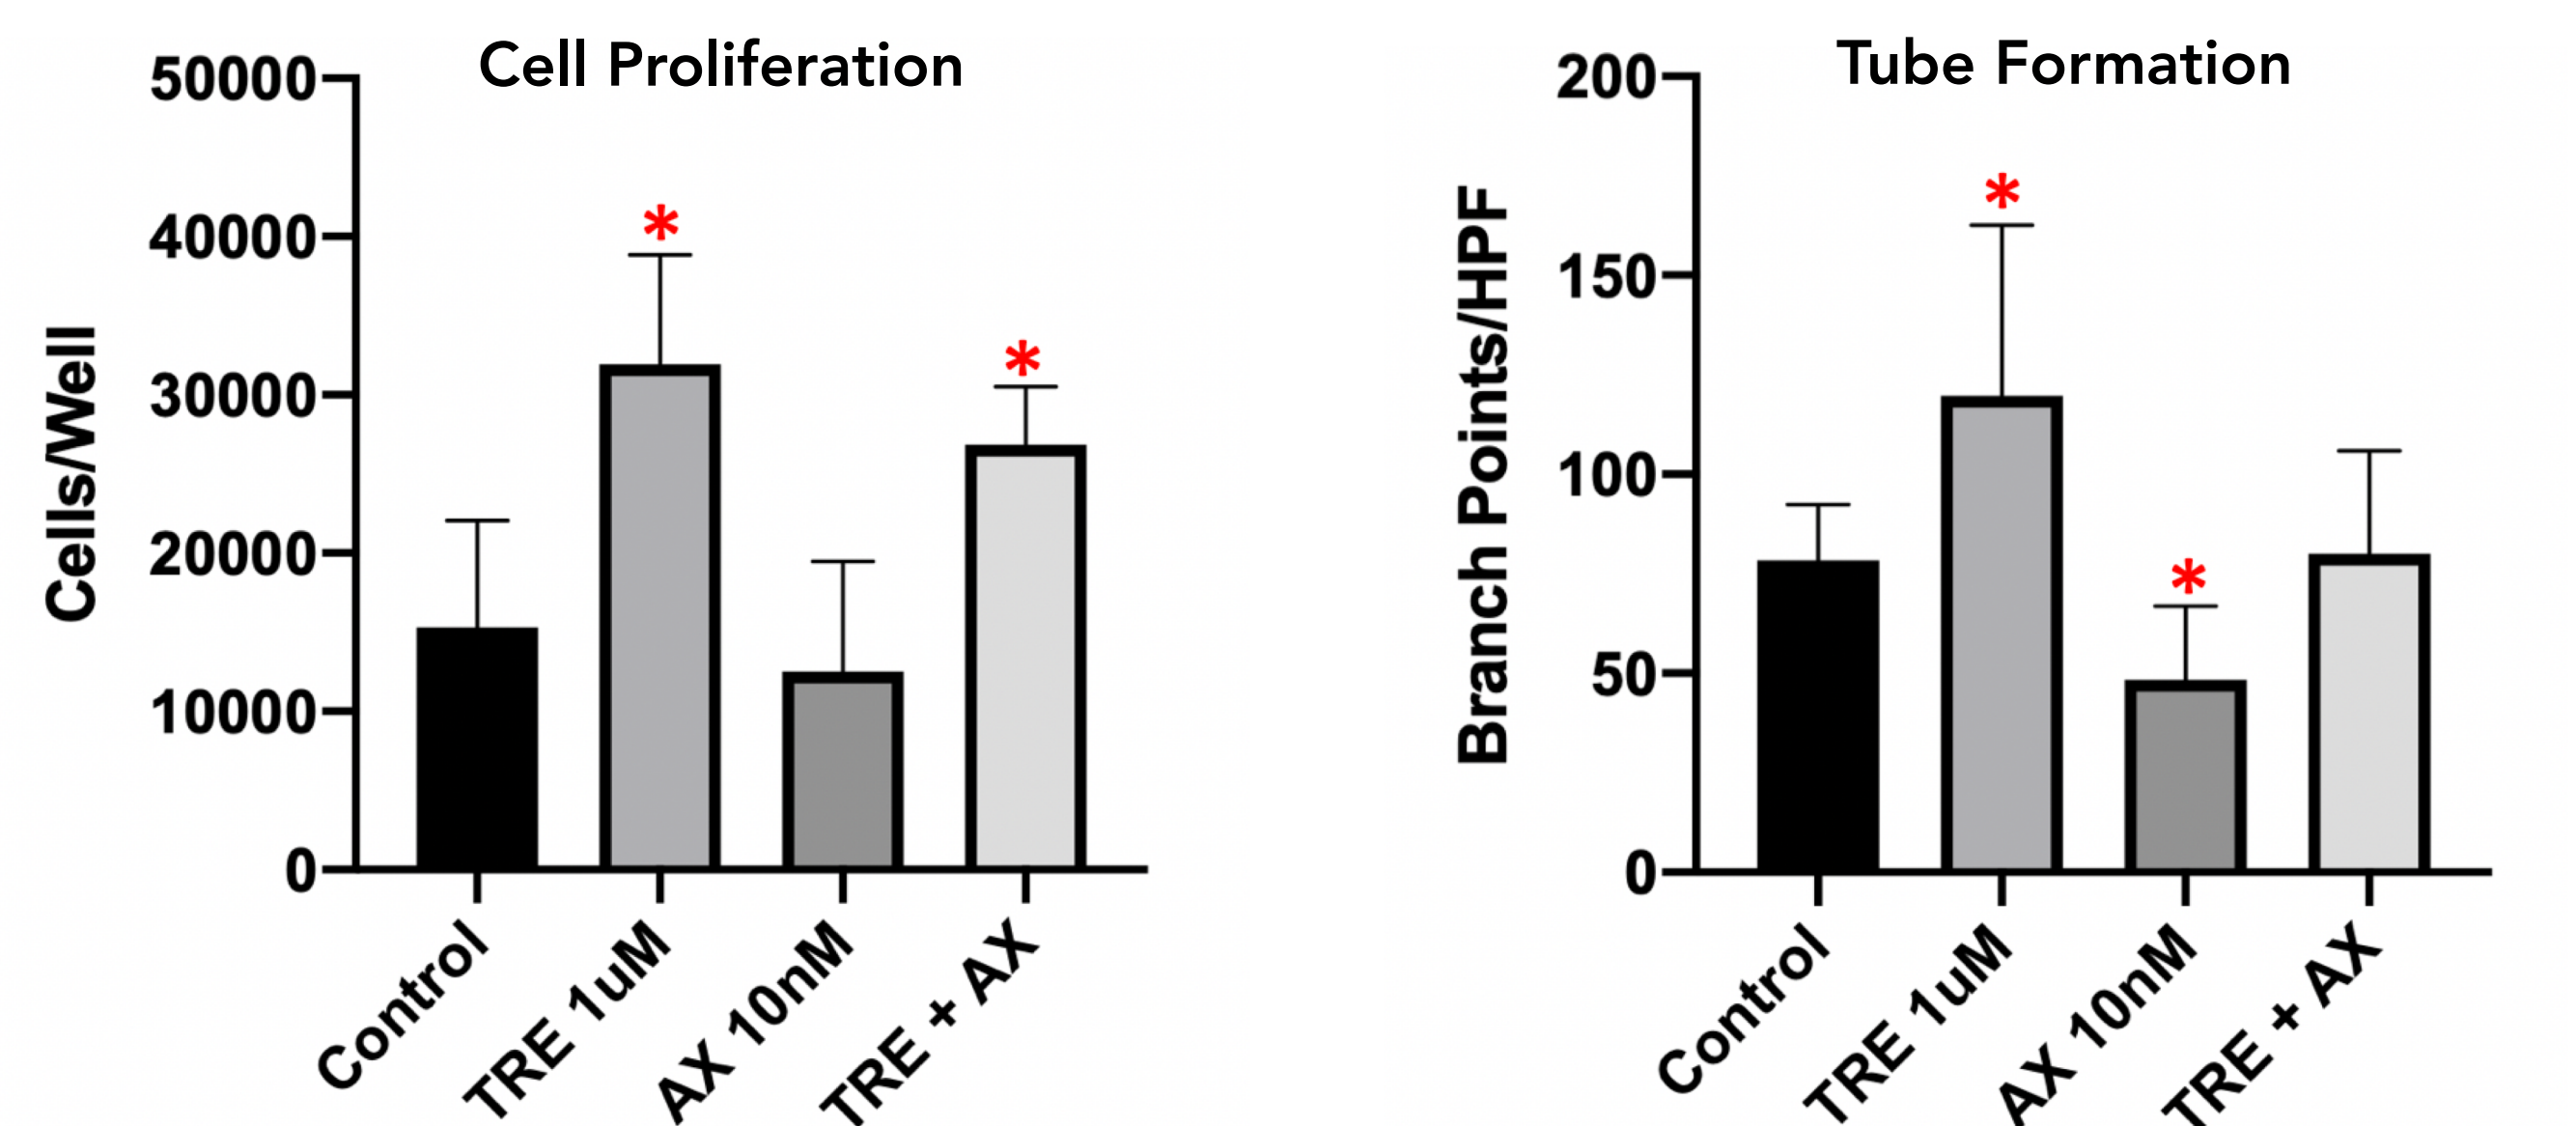 Cell Proliferation
Cells/Well
50000
40000
30000
20000
10000
0
*
*
Control
TRE 1uM
AX 10nM
TRE + AX
Tube Formation
Branch Points/HPF
200
150
100
50
0
*
*
Control
TRE 1uM
AX 10nM
TRE + AX